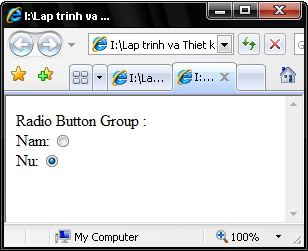 I:\Lap trinh va ...
I:\Lap trinh va Thiet k
I:\La...
I:...
Radio Button Group :
Nam:
Nu:
My Computer
100%